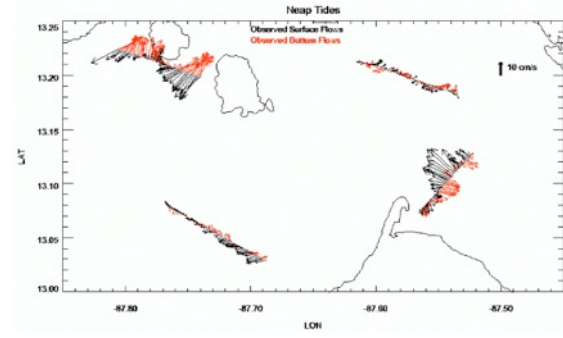 Neap Tides
Observed Surface Flows
Observed Bottom Flows
10 cm/s
13.25
13.20
13.15
13.10
13.05
13.00
LAT
-87.80
-87.70
-87.60
-87.50
LON